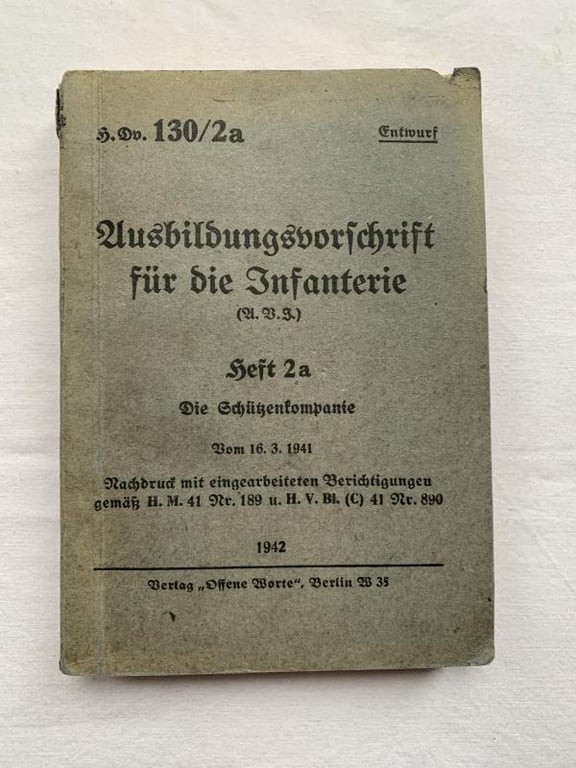 H.Dv. 130/2a
Entwurf
Ausbildungsvorschrift
für die Infanterie
(A. V. I.)
Heft 2a
Die Schützenkompanie
Vom 16. 3. 1941
Nachdruck mit eingearbeiteten Berichtigungen
gemäß H. M. 41 Nr. 189 u. H. V. Bl. (C) 41 Nr. 890
1942
Verlag „Offene Worte“, Berlin W 35